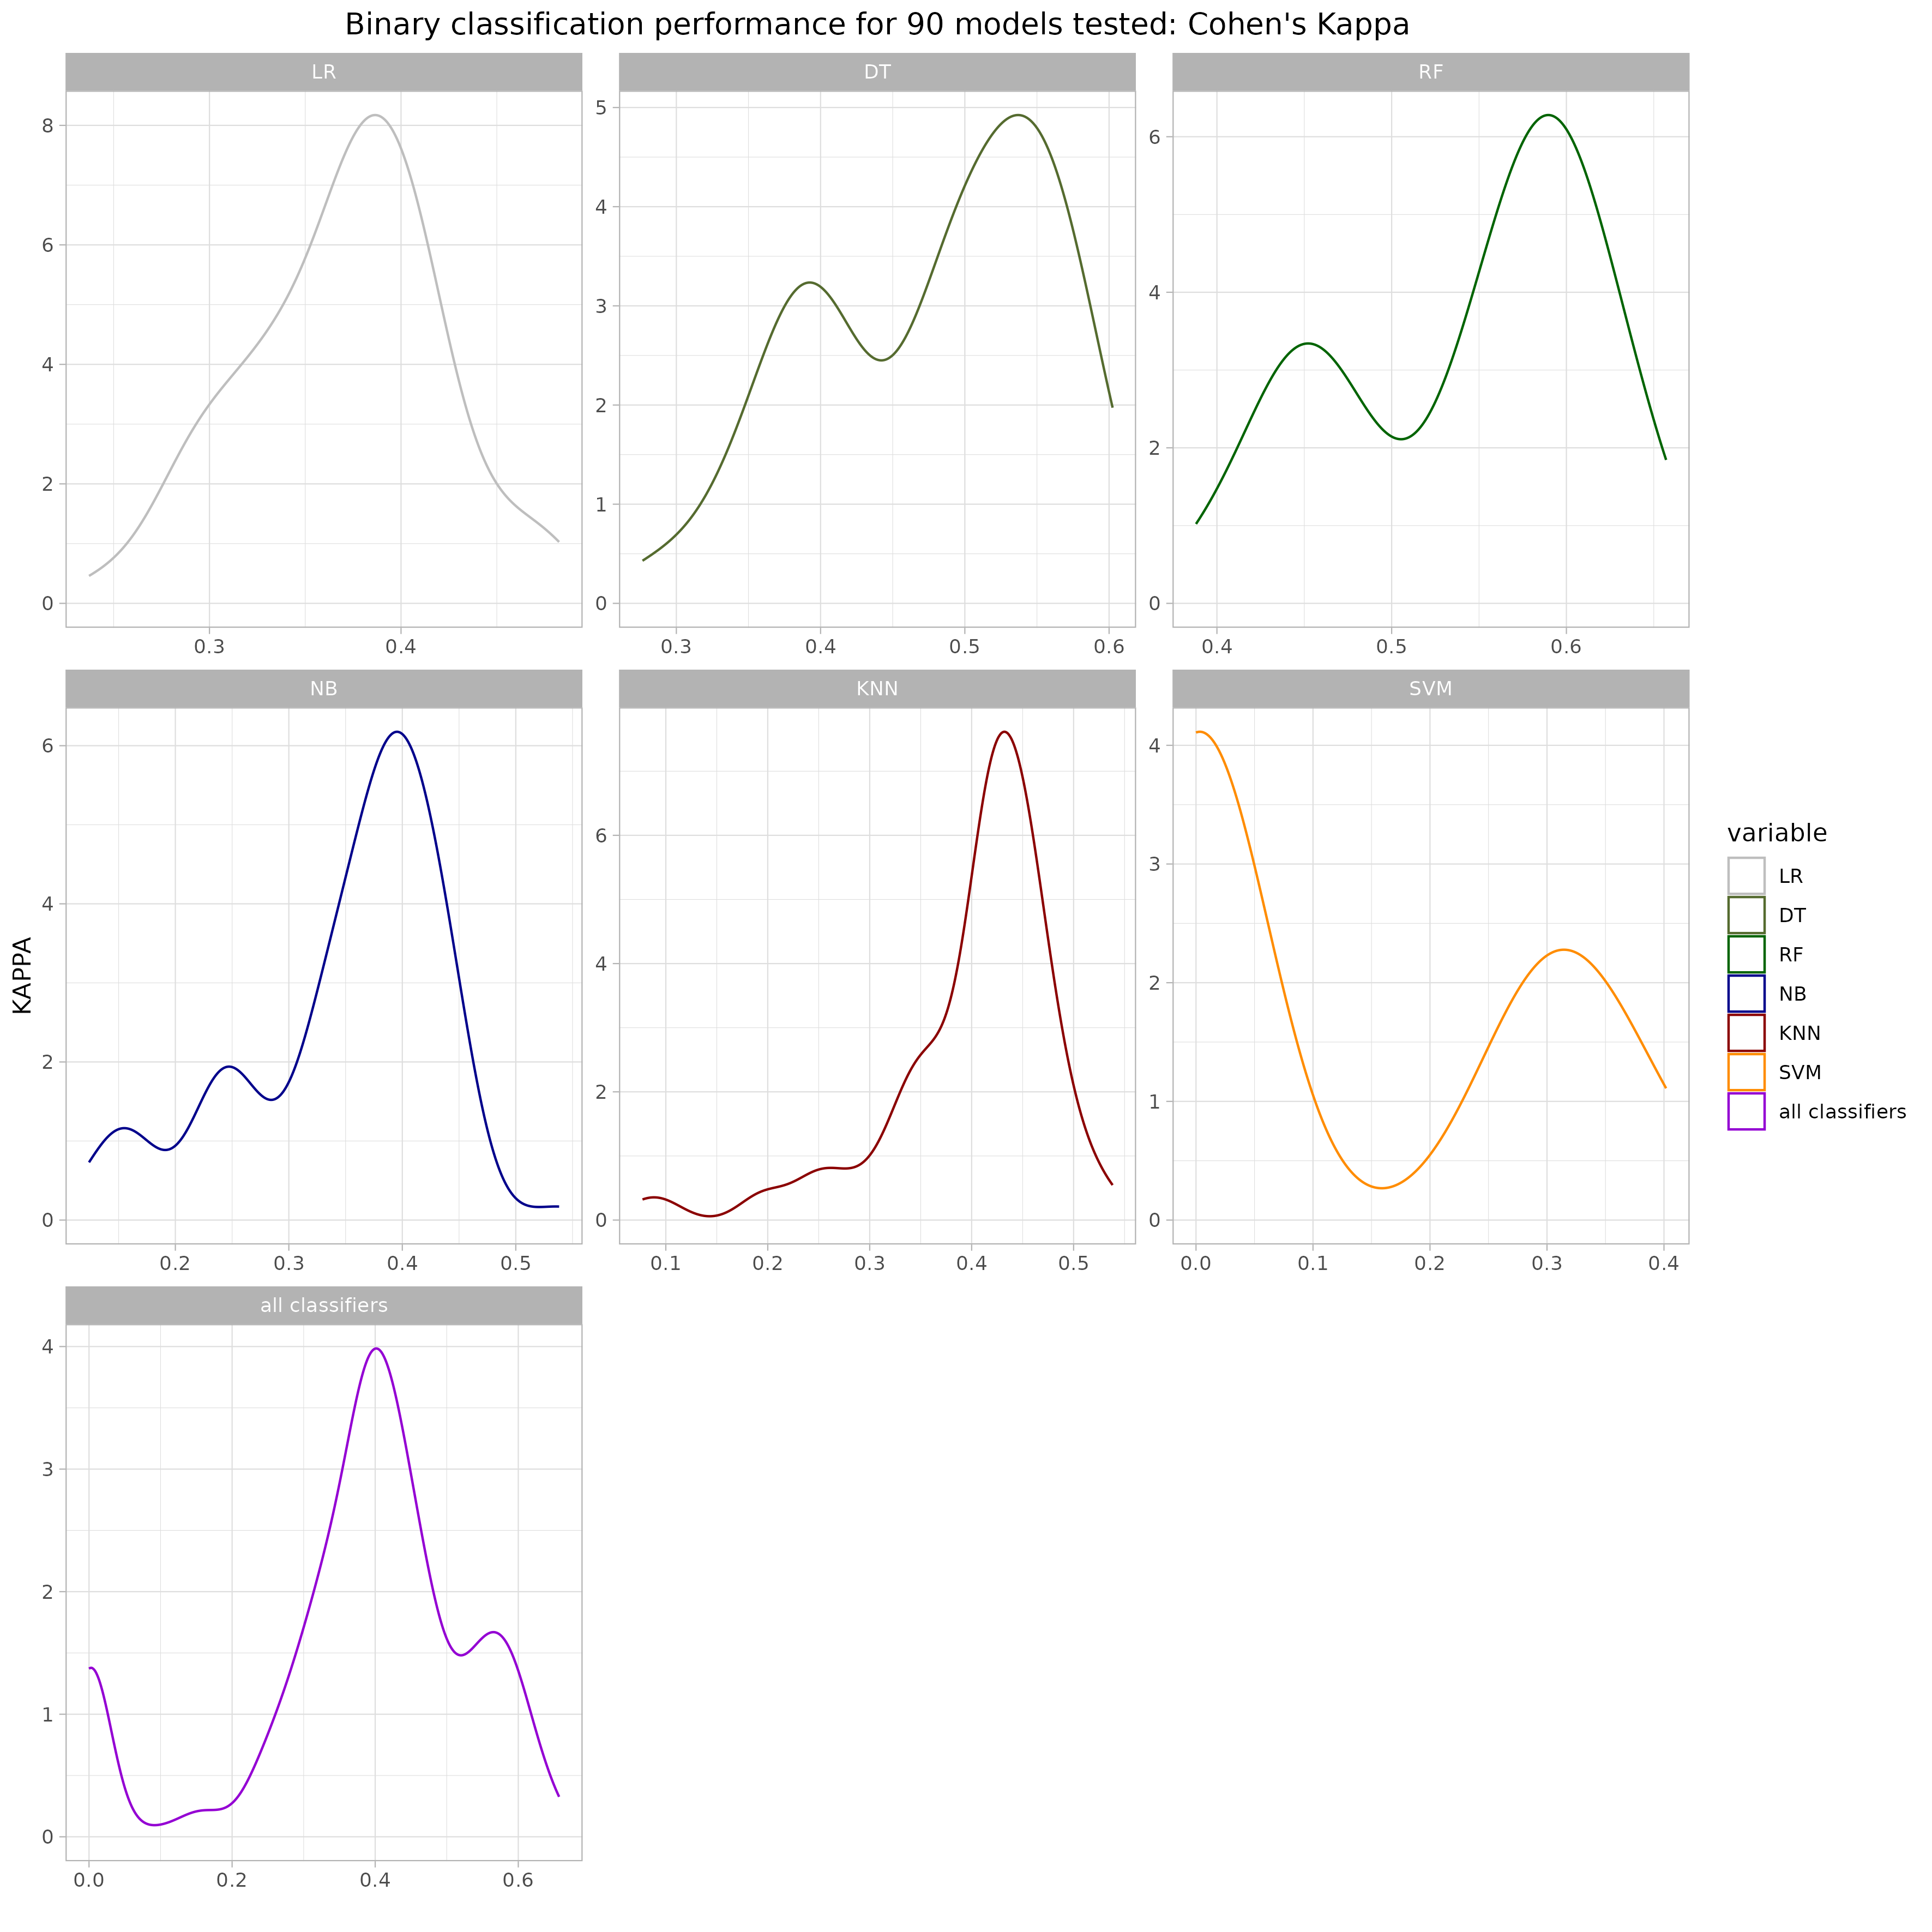 Binary classification performance for 90 models tested: Cohen's Kappa
LR DT RF
8
6
4
2
0
5
4
3
2
1
0
6
4
2
0
0.3 0.4
0.3 0.4 0.5 0.6
0.4 0.5 0.6
NB KNN SVM
6
4
2
0
6
4
2
0
4
3
2
1
0
0.2 0.3 0.4 0.5
0.1 0.2 0.3 0.4 0.5
0.0 0.1 0.2 0.3 0.4
all classifiers
4
3
2
1
0
0.0 0.2 0.4 0.6
KAPPA
variable
LR
DT
RF
NB
KNN
SVM
all classifiers